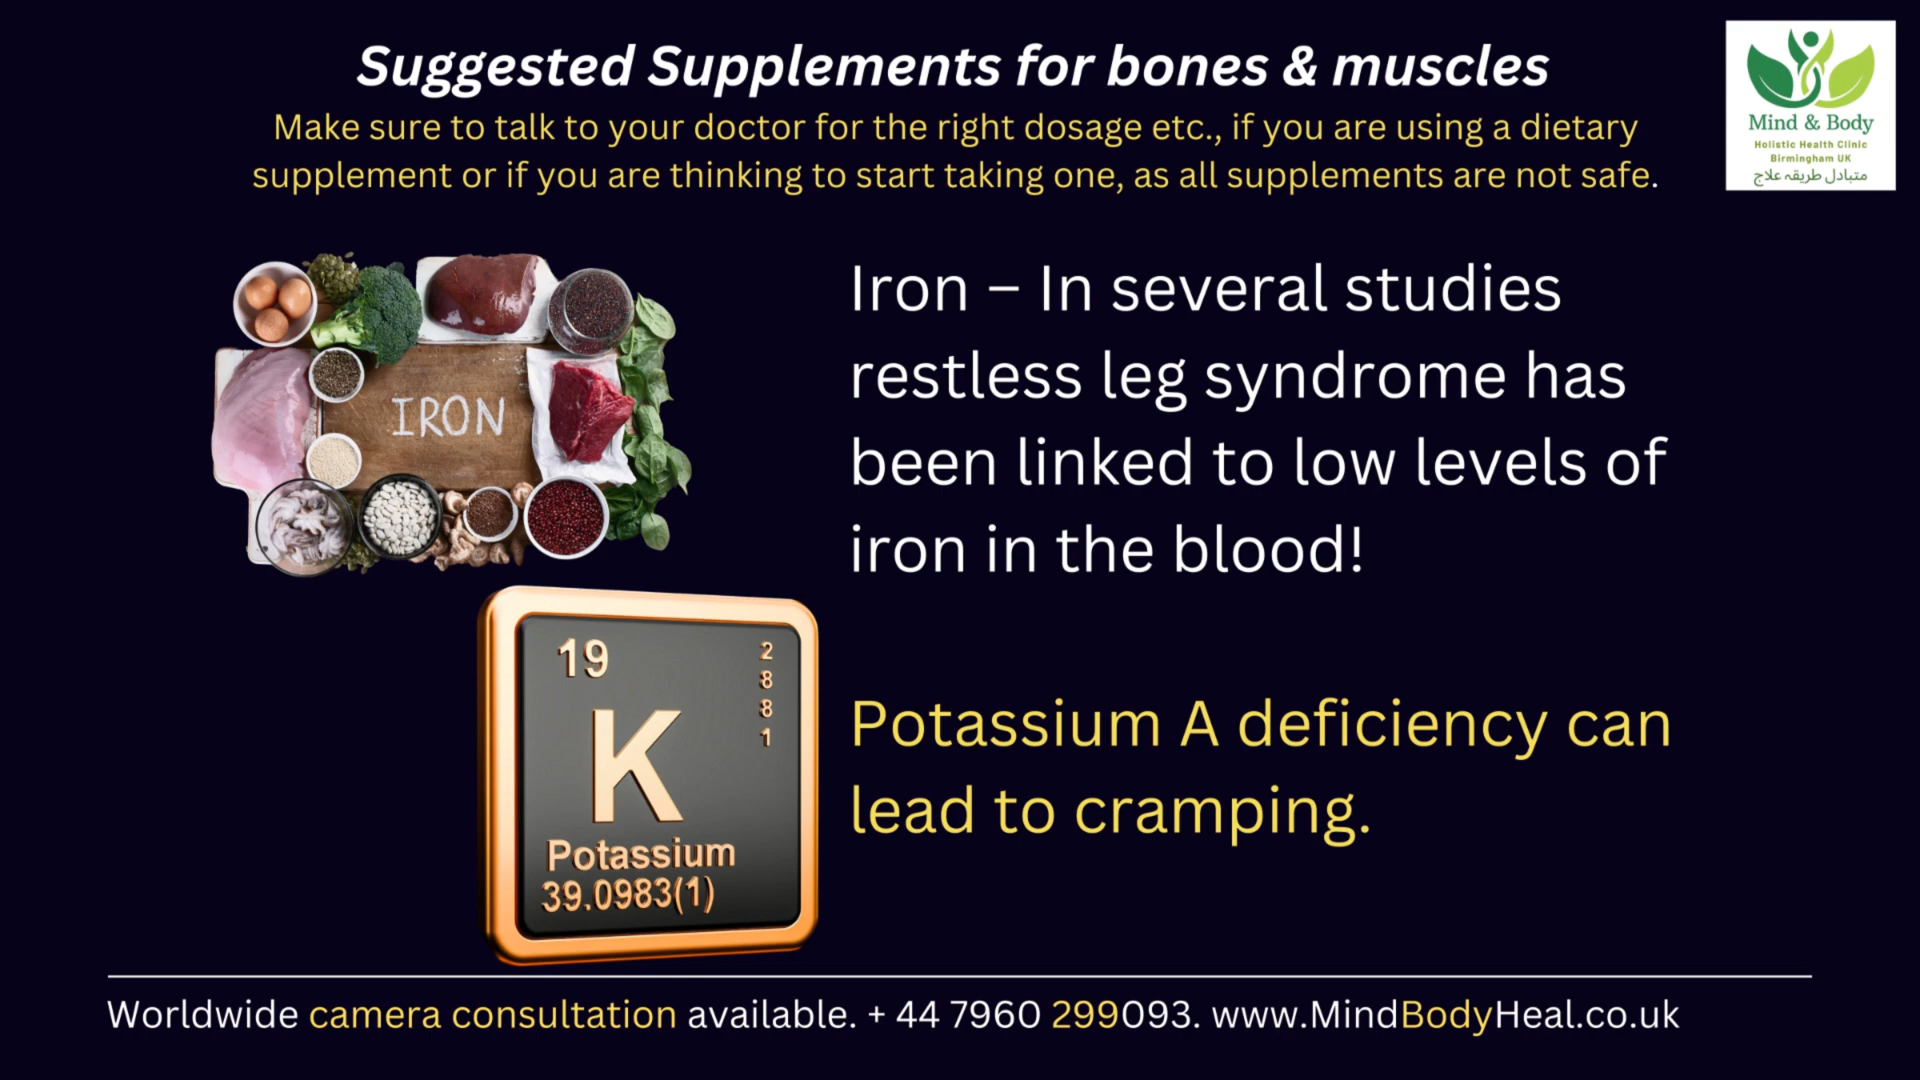 Suggested Supplements for bones & muscles
Make sure to talk to your doctor for the right dosage etc., if you are using a dietary
supplement or if you are thinking to start taking one, as all supplements are not safe.
Mind & Body
Holistic Health Clinic
Birmingham UK
متبادل طریقہ علاج
IRON
Iron – In several studies
restless leg syndrome has
been linked to low levels of
iron in the blood!
19
2
8
8
1
K
Potassium
39.0983(1)
Potassium A deficiency can
lead to cramping.
Worldwide camera consultation available. + 44 7960 299093. www.MindBodyHeal.co.uk